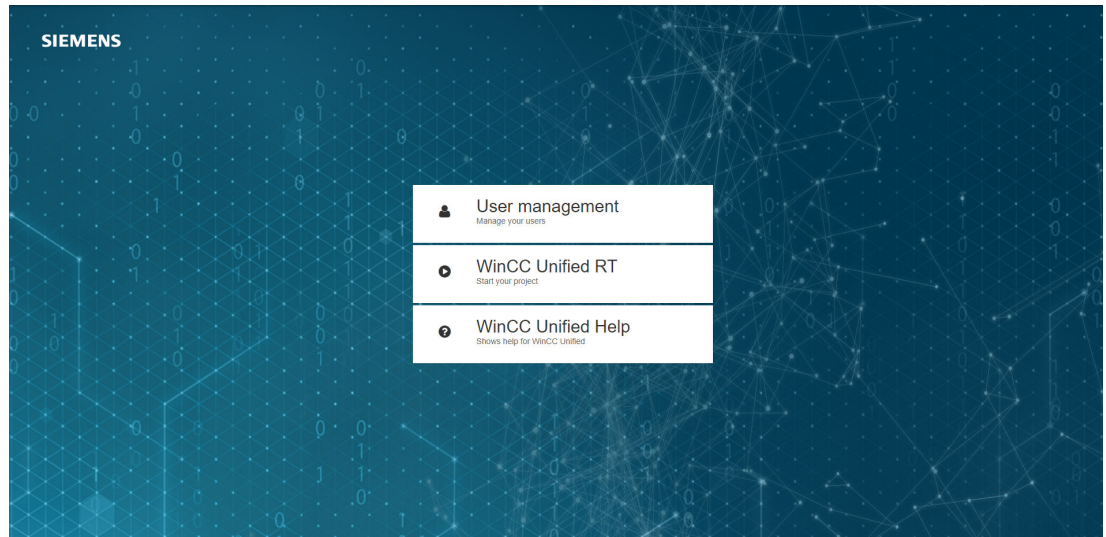 SIEMENS
User management
Manage your users
WinCC Unified RT
Start your project
WinCC Unified Help
Shows help for WinCC Unified